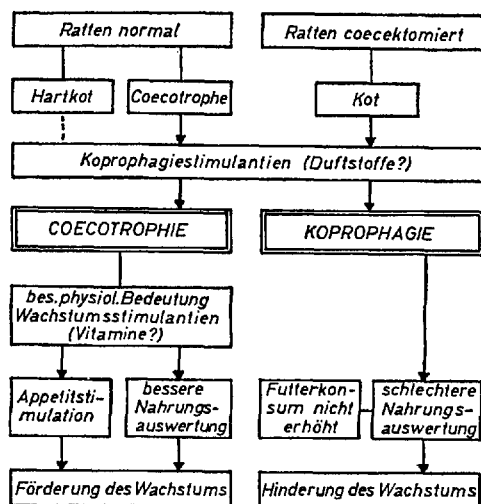 Ratten normal
Ratten coecektomiert
Hartkot
Coecotrophe
Kot
Koprophagiestimulantien (Duftstoffe?)
COECOTROPHIE
KOPROPHAGIE
bes.physiol.Bedeutung
Wachstumsstimulantien
(Vitamine?)
Appetitsti-
mulation
bessere
Nahrungs-
auswertung
Futterkon-
sum nicht
erhöht
schlechtere
Nahrungs-
auswertung
Förderung des Wachstums
Hinderung des Wachstums